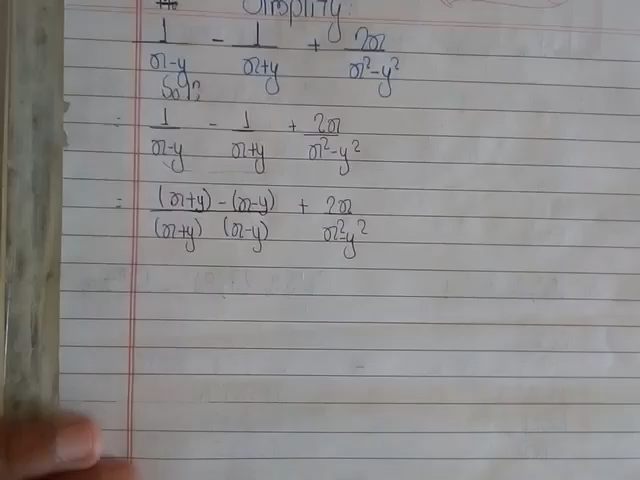 # Simplify
1/(x-y) - 1/(x+y) + 2x/(x²-y²)
Sol?
= 1/(x-y) - 1/(x+y) + 2x/(x²-y²)
= ((x+y) - (x-y))/((x+y) (x-y)) + 2x/(x²-y²)